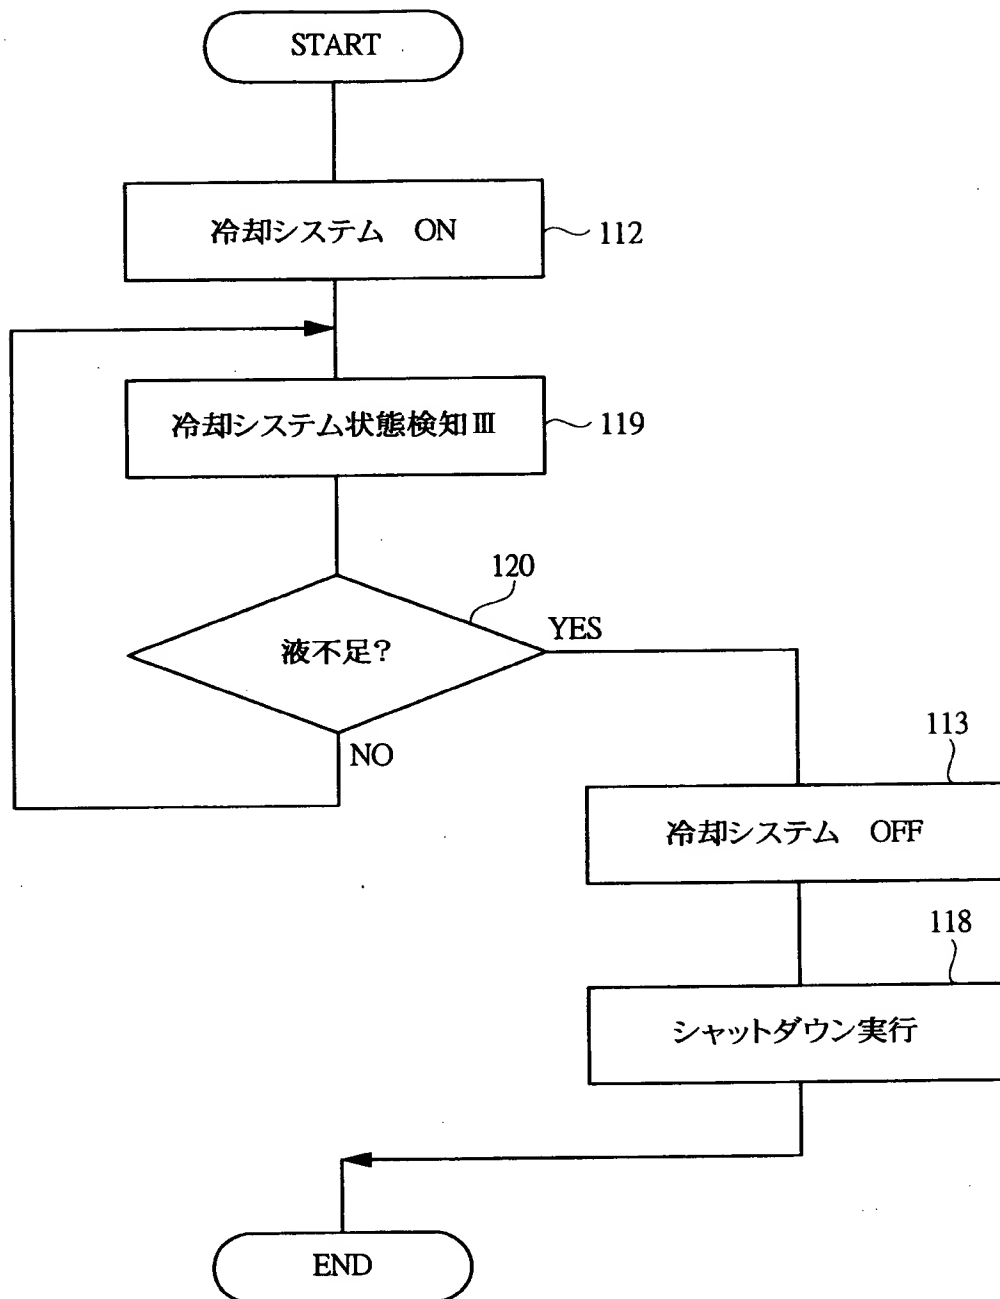 START
冷却システム ON
112
冷却システム状態検知Ⅲ
119
120
液不足?
YES
NO
113
冷却システム OFF
118
シャットダウン実行
END